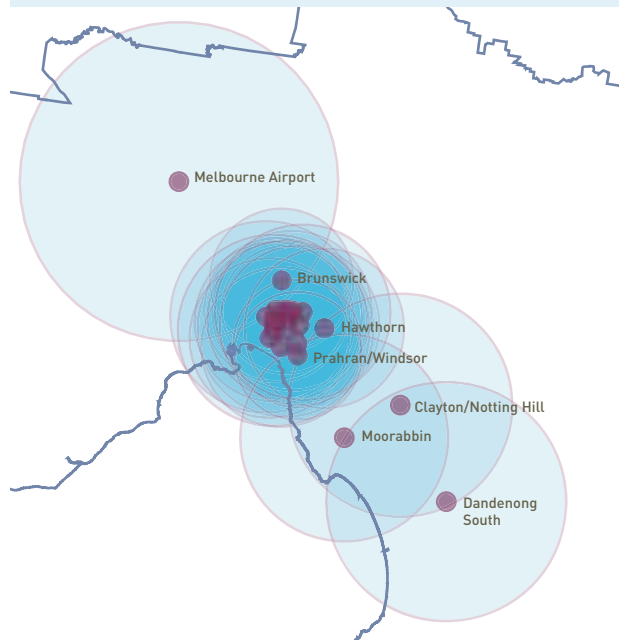 Melbourne Airport
Brunswick
Hawthorn
Prahran/Windsor
Clayton/Notting Hill
Moorabbin
Dandenong
South